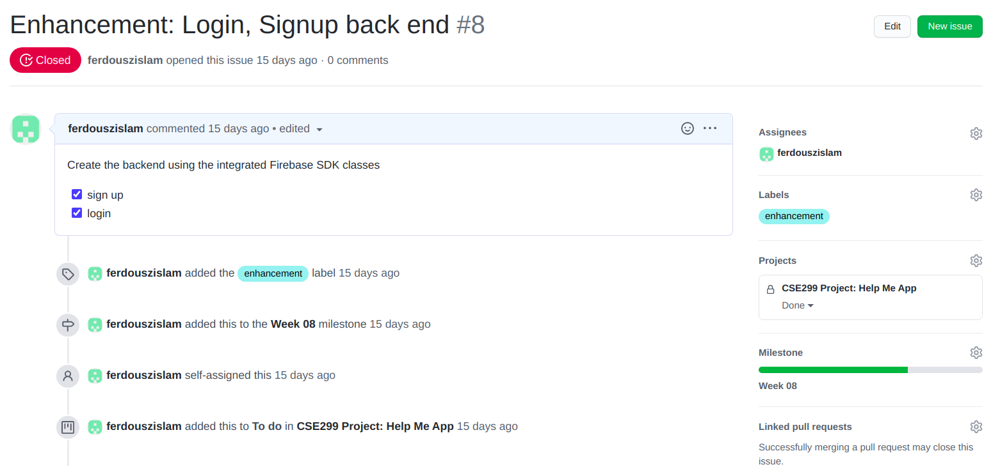 Enhancement: Login, Signup back end #8
Edit
New issue
Closed
ferdouszislam opened this issue 15 days ago · 0 comments
ferdouszislam commented 15 days ago • edited
Create the backend using the integrated Firebase SDK classes
sign up
login
ferdouszislam added the enhancement label 15 days ago
ferdouszislam added this to the Week 08 milestone 15 days ago
ferdouszislam self-assigned this 15 days ago
ferdouszislam added this to To do in CSE299 Project: Help Me App 15 days ago
Assignees
ferdouszislam
Labels
enhancement
Projects
CSE299 Project: Help Me App
Done
Milestone
Week 08
Linked pull requests
Successfully merging a pull request may close this
issue.